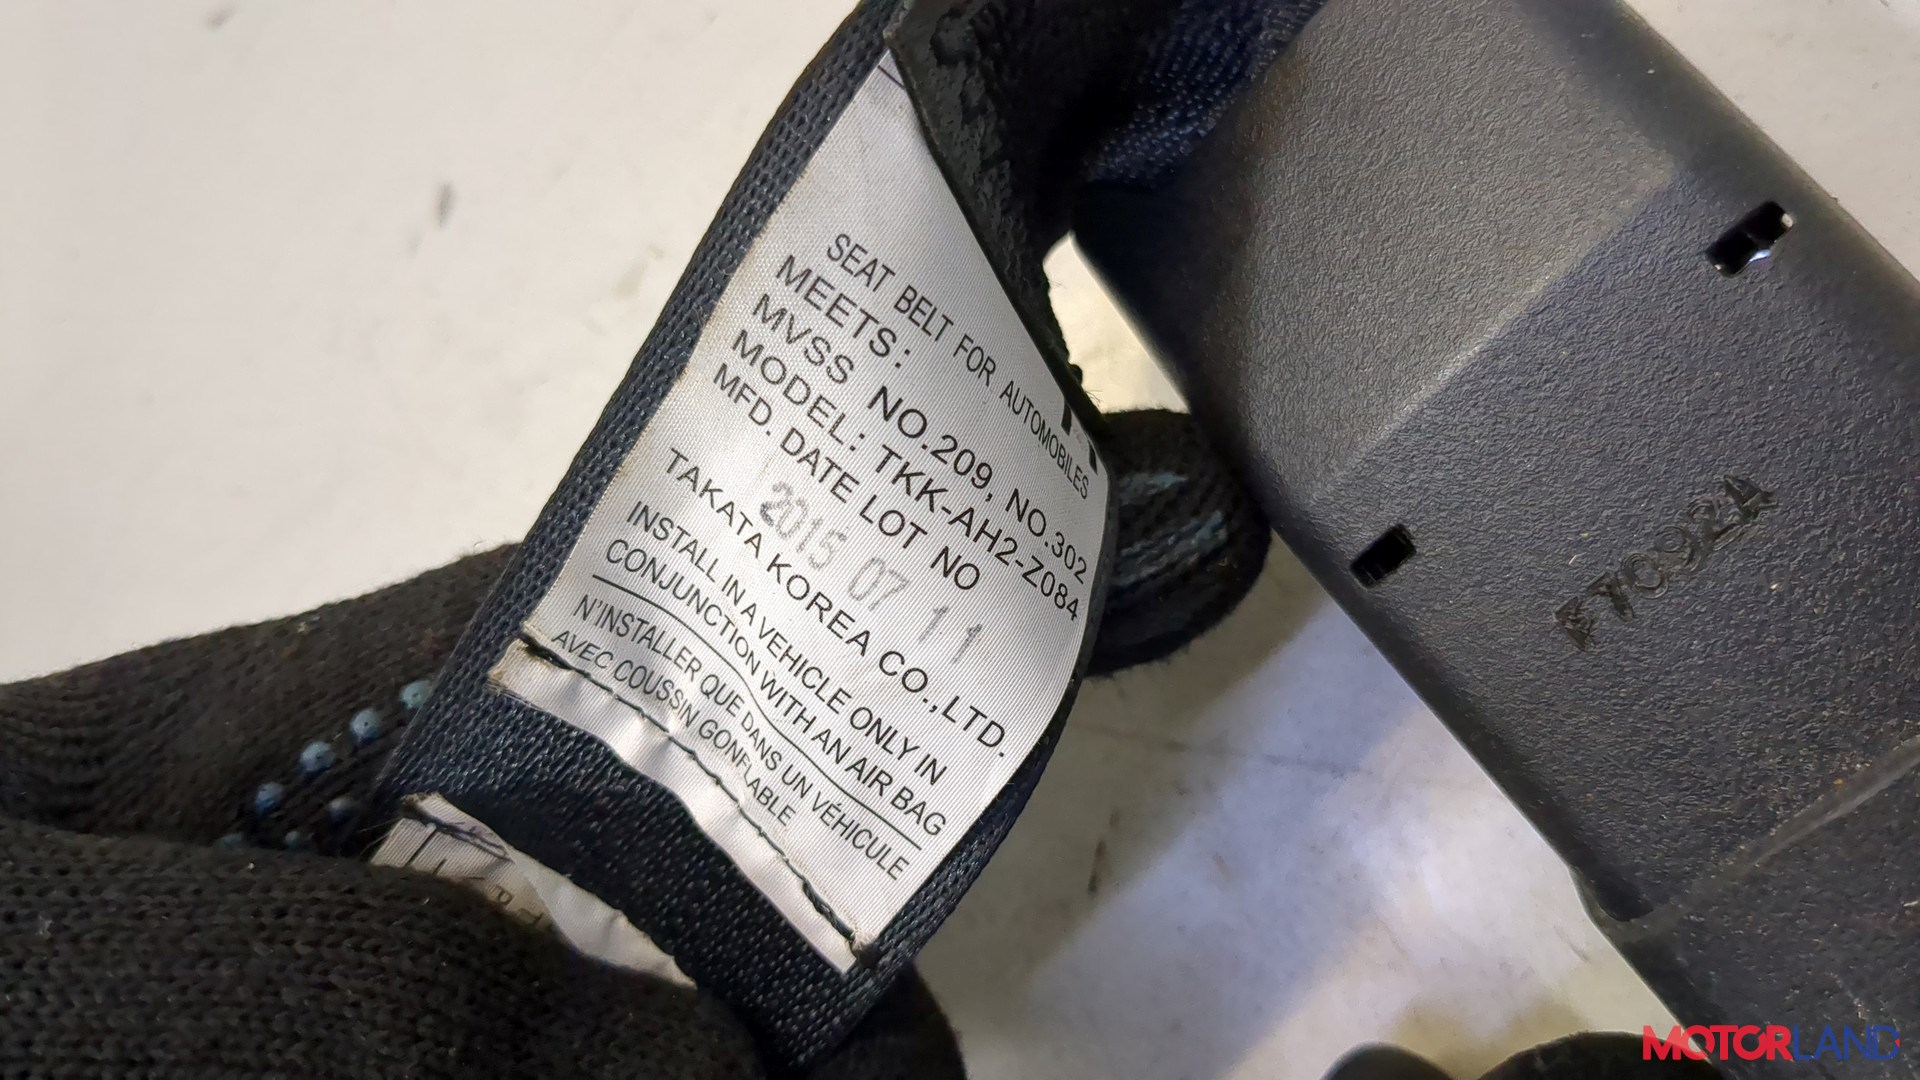 SEAT BELT FOR AUTOMOBILES
MEETS:
MVSS NO.209, NO.302
MODEL: TKK-AH2-Z084
MFD. DATE LOT NO
2015 07 11
TAKATA KOREA CO.,LTD.
INSTALL IN A VEHICLE ONLY IN
CONJUNCTION WITH AN AIR BAG
N'INSTALLER QUE DANS UN VÉHICULE
AVEC COUSSIN GONFLABLE
F7092A
MOTORLAND